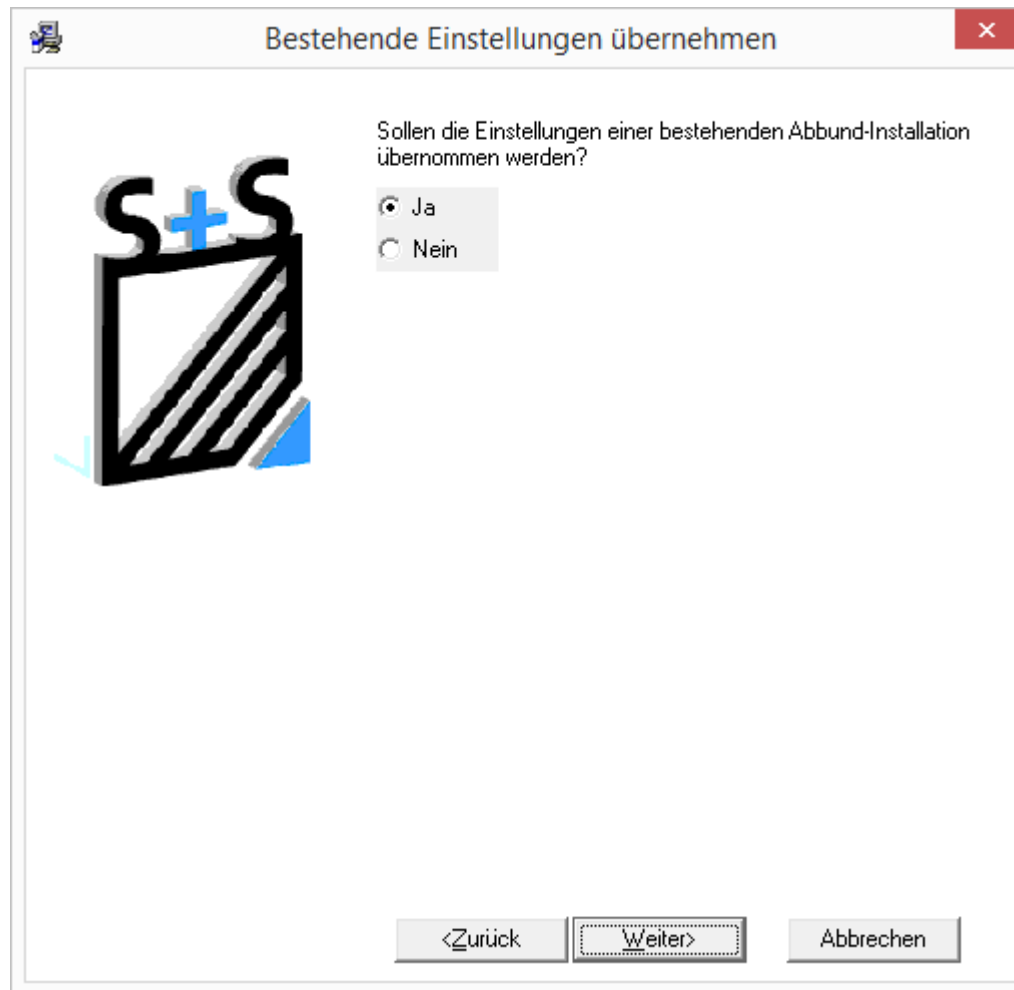 Bestehende Einstellungen übernehmen
Sollen die Einstellungen einer bestehenden Abbund-Installation
übernommen werden?
Ja
Nein
S+S
<Zurück
Weiter>
Abbrechen